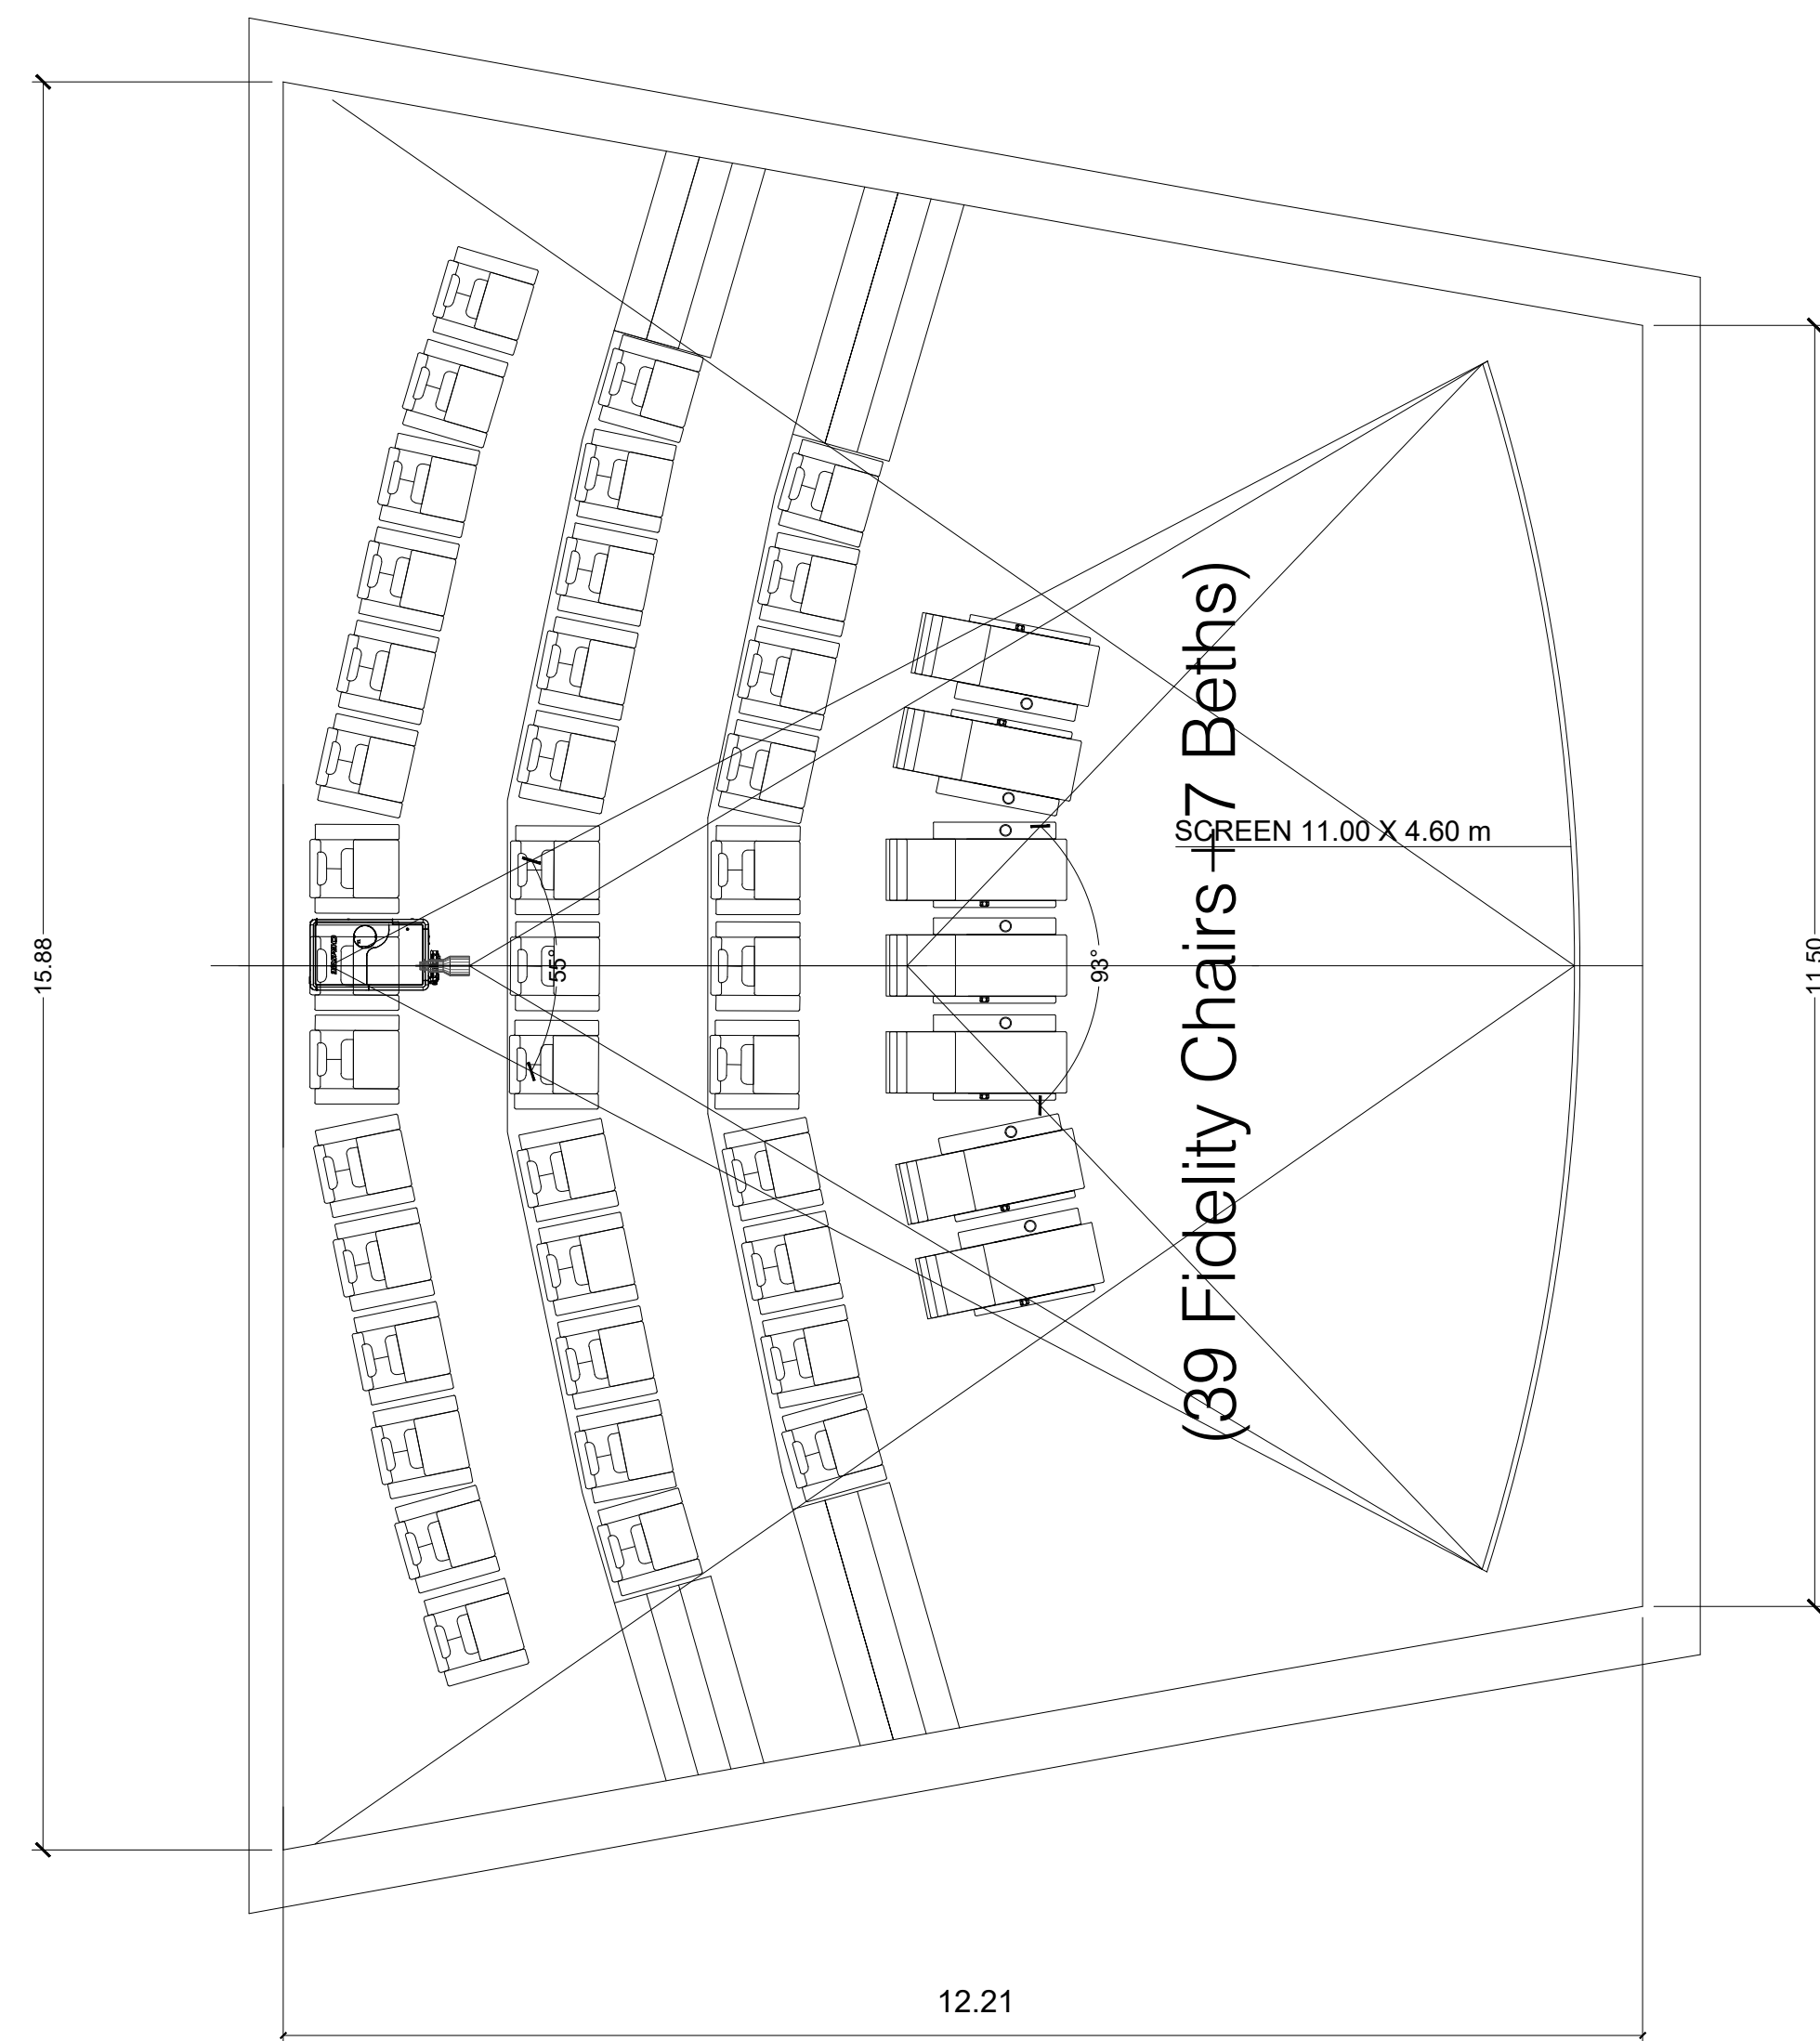 15.88
55°
93°
(39 Fidelity Chairs+7 Beths)
SCREEN 11.00 X 4.60 m
11.50
12.21